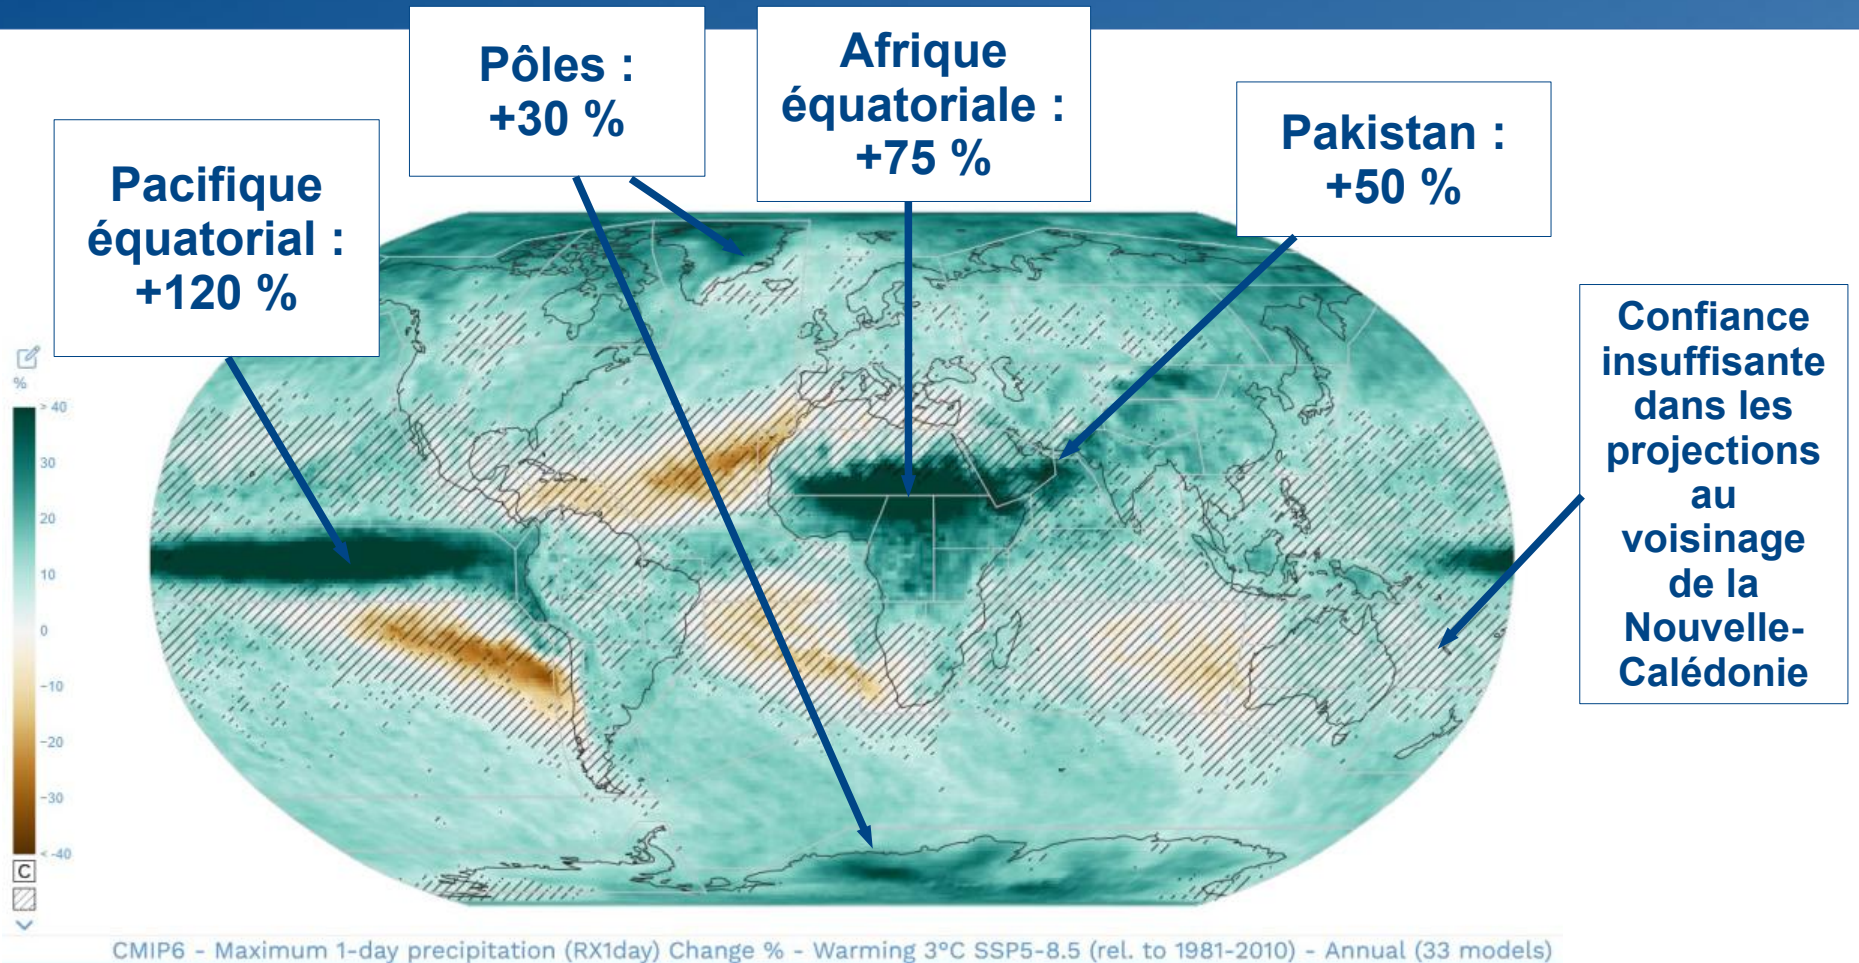 Pôles :
+30 %
Afrique
équatoriale :
+75 %
Pakistan :
+50 %
Pacifique
équatorial :
+120 %
Confiance
insuffisante
dans les
projections
au
voisinage
de la
Nouvelle-
Calédonie
%
> 40
30
20
10
0
−10
−20
−30
< -40
C
CMIP6 - Maximum 1-day precipitation (RX1day) Change % - Warming 3°C SSP5-8.5 (rel. to 1981-2010) - Annual (33 models)